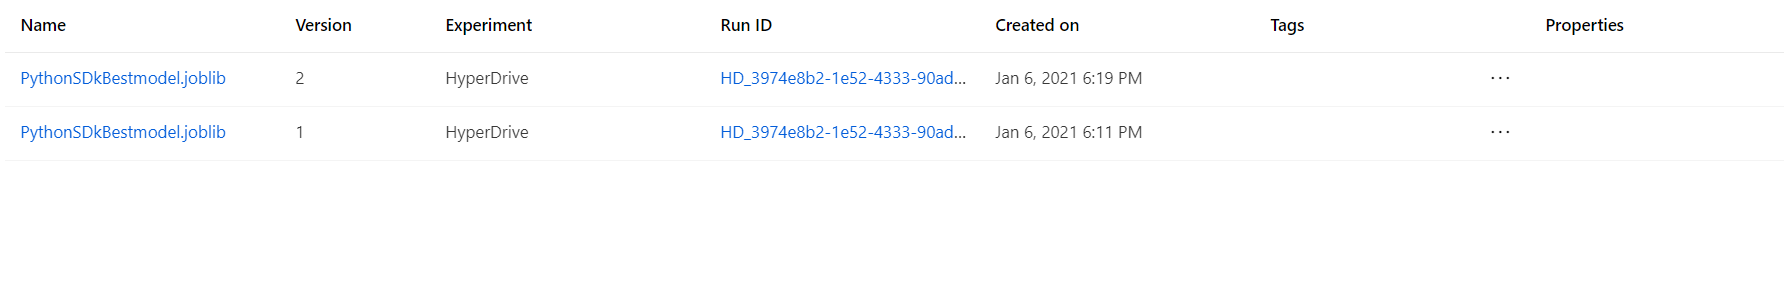 Name Version Experiment Run ID Created on Tags Properties
PythonSDkBestmodel.joblib 2 HyperDrive HD_3974e8b2-1e52-4333-90ad... Jan 6, 2021 6:19 PM ...
PythonSDkBestmodel.joblib 1 HyperDrive HD_3974e8b2-1e52-4333-90ad... Jan 6, 2021 6:11 PM ...